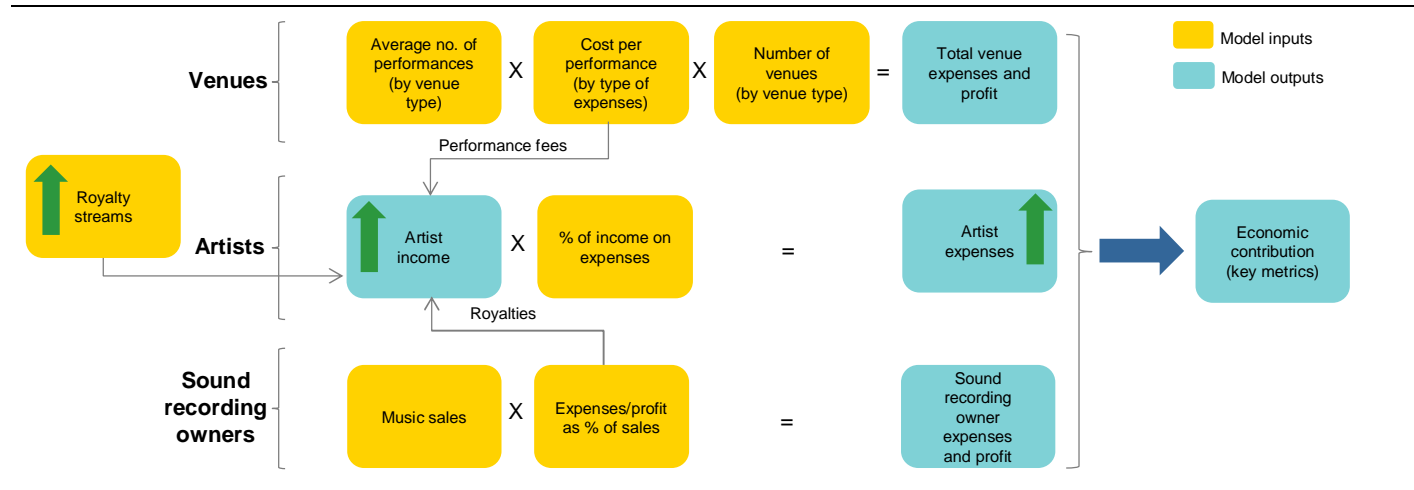 Venues
Average no. of
performances
(by venue
type)
X
Cost per
performance
(by type of
expenses)
X
Number of
venues
(by venue type)
=
Total venue
expenses and
profit
Model inputs
Model outputs
Performance fees
Royalty
streams
Artists
Artist
income
X
% of income on
expenses
=
Artist
expenses
Economic
contribution
(key metrics)
Royalties
Sound
recording
owners
Music sales
X
Expenses/profit
as % of sales
=
Sound
recording
owner
expenses
and profit